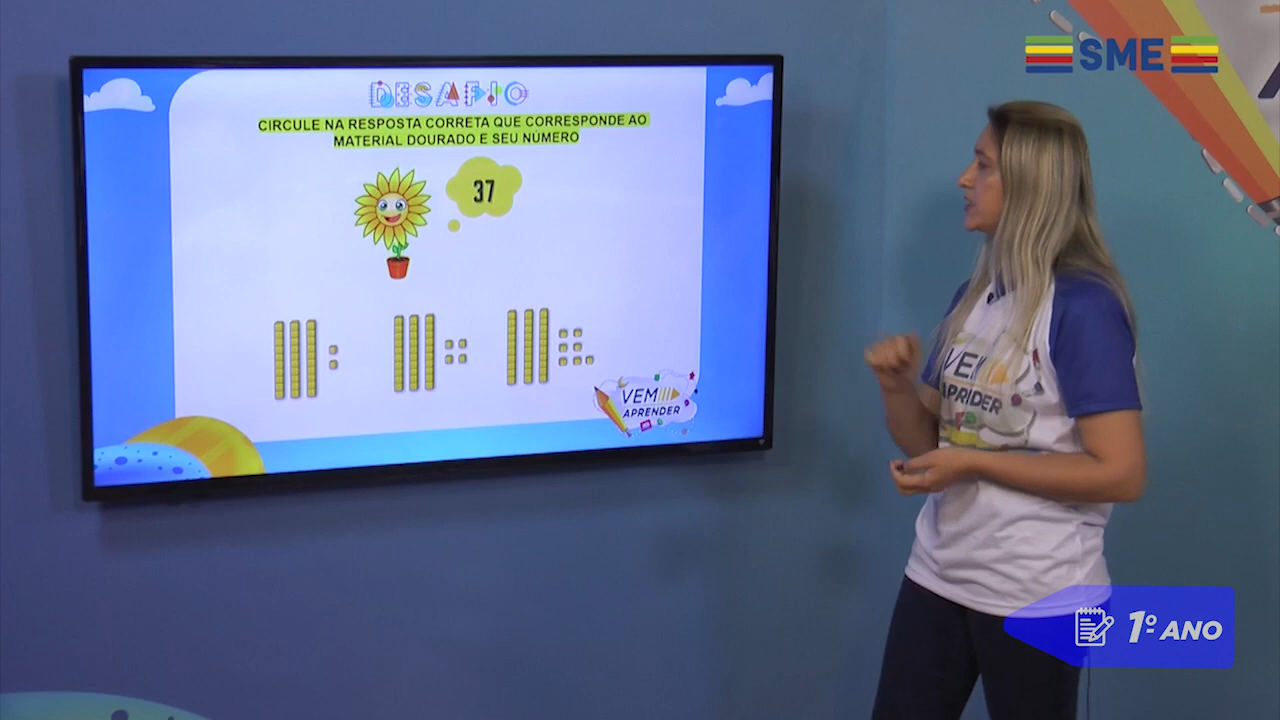 SME
DESAFIO
CIRCULE NA RESPOSTA CORRETA QUE CORRESPONDE AO
MATERIAL DOURADO E SEU NÚMERO
37
VEM
APRENDER
VEM
APRENDER
1º ANO